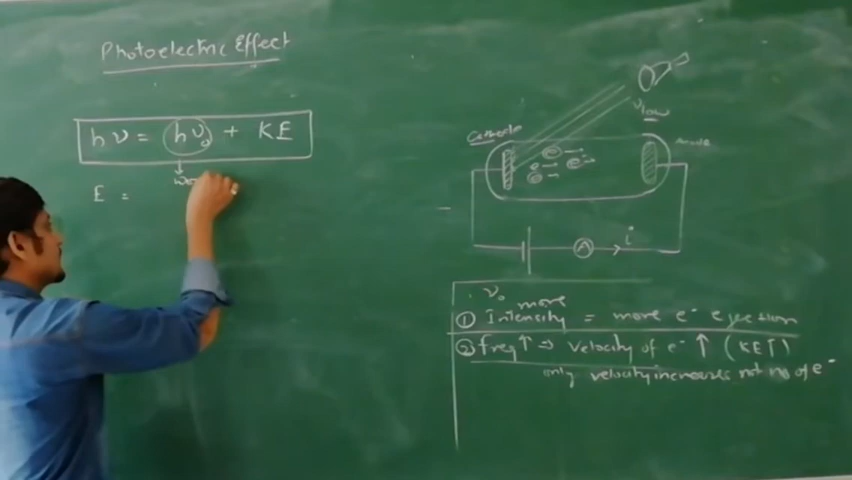 Photoelectric Effect
hν = hν₀ + KE
E =
ν low
Cathode
Anode
e e
e
A i
ν₀
more
① Intensity = more e⁻ ejection
② freq ↑ ⇒ velocity of e⁻ ↑ (KE↑)
only velocity increases not no of e⁻